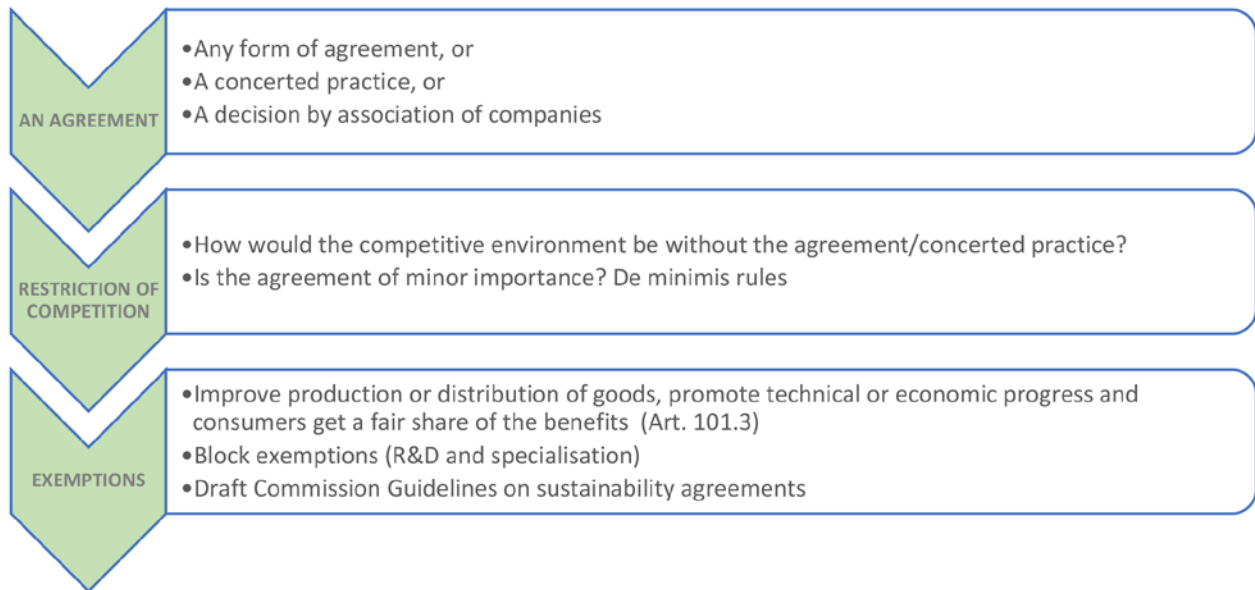 AN AGREEMENT
•Any form of agreement, or
•A concerted practice, or
•A decision by association of companies
RESTRICTION OF
COMPETITION
•How would the competitive environment be without the agreement/concerted practice?
•Is the agreement of minor importance? De minimis rules
EXEMPTIONS
•Improve production or distribution of goods, promote technical or economic progress and
consumers get a fair share of the benefits (Art. 101.3)
•Block exemptions (R&D and specialisation)
•Draft Commission Guidelines on sustainability agreements